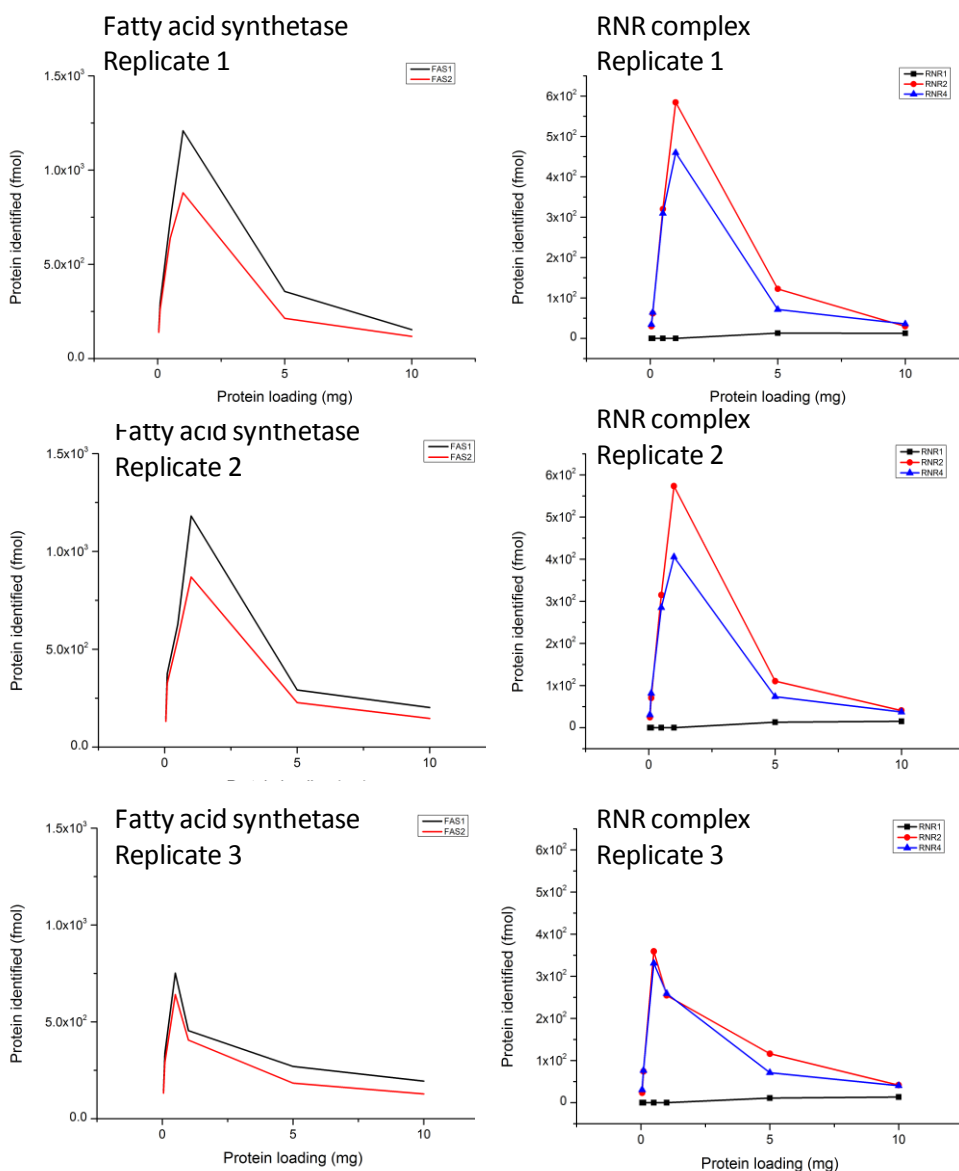 Fatty acid synthetase
Replicate 1
FAS1
FAS2
1.5x10³
1.0x10³
5.0x10²
0.0
Protein identified (fmol)
0
5
10
Protein loading (mg)
RNR complex
Replicate 1
RNR1
RNR2
RNR4
6x10²
5x10²
4x10²
3x10²
2x10²
1x10²
0
Protein identified (fmol)
0
5
10
Protein loading (mg)
Fatty acid synthetase
Replicate 2
FAS1
FAS2
1.5x10³
1.0x10³
5.0x10²
0.0
Protein identified (fmol)
0
5
10
RNR complex
Replicate 2
RNR1
RNR2
RNR4
6x10²
5x10²
4x10²
3x10²
2x10²
1x10²
0
Protein identified (fmol)
0
5
10
Protein loading (mg)
Fatty acid synthetase
Replicate 3
FAS1
FAS2
1.5x10³
1.0x10³
5.0x10²
0.0
Protein identified (fmol)
0
5
10
Protein loading (mg)
RNR complex
Replicate 3
RNR1
RNR2
RNR4
6x10²
5x10²
4x10²
3x10²
2x10²
1x10²
0
Protein identified (fmol)
0
5
10
Protein loading (mg)